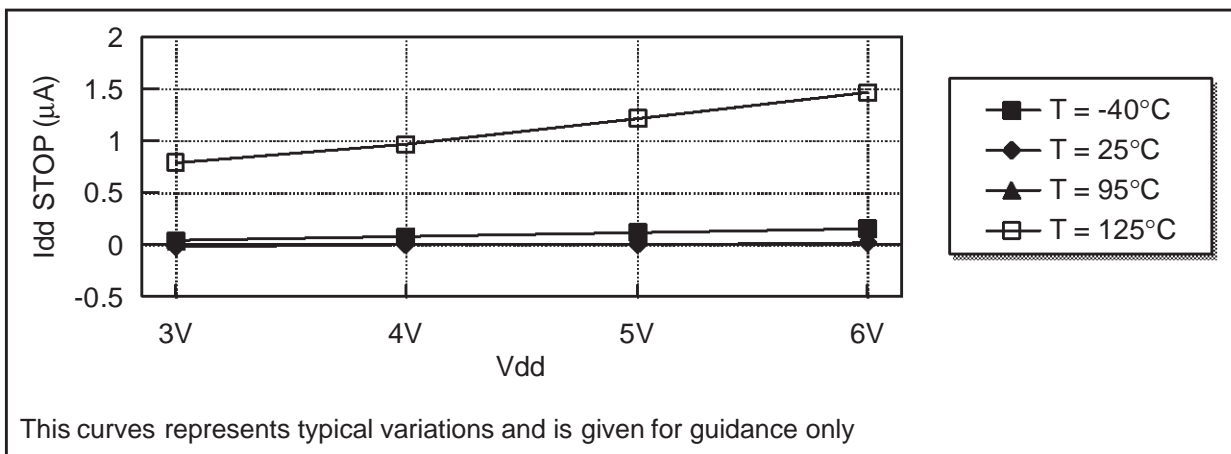 2
1.5
1
0.5
0
-0.5
Idd STOP (μA)
3V 4V 5V 6V
Vdd
T = -40°C
T = 25°C
T = 95°C
T = 125°C
This curves represents typical variations and is given for guidance only